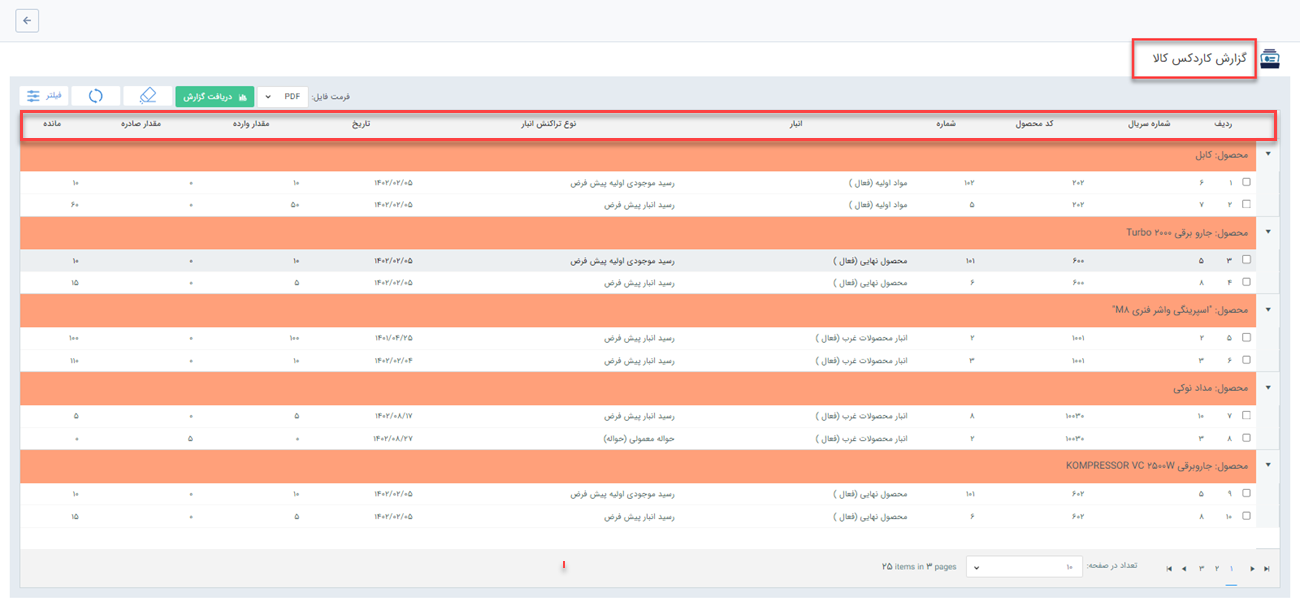 گزارش کاردکس کالا
فرمت فایل: PDF دریافت گزارش فیلتر
ردیف شماره سریال کد محصول شماره انبار نوع تراکنش انبار تاریخ مقدار وارده مقدار صادره مانده
محصول: کابل
۱ ۶ ۲۰۲ ۱۰۲ مواد اولیه (فعال ) رسید موجودی اولیه پیش فرض ۱۴۰۲/۰۲/۰۵ ۱۰ ۰ ۱۰
۲ ۷ ۲۰۲ ۵ مواد اولیه (فعال ) رسید انبار پیش فرض ۱۴۰۲/۰۲/۰۵ ۵۰ ۰ ۶۰
محصول: جارو برقی Turbo ۲۰۰۰
۳ ۵ ۶۰۰ ۱۰۱ محصول نهایی (فعال ) رسید موجودی اولیه پیش فرض ۱۴۰۲/۰۲/۰۵ ۱۰ ۰ ۱۰
۴ ۸ ۶۰۰ ۶ محصول نهایی (فعال ) رسید انبار پیش فرض ۱۴۰۲/۰۲/۰۵ ۵ ۰ ۱۵
محصول: "اسپرینگی واشر فنری M۸"
۵ ۲ ۱۰۰۱ ۲ انبار محصولات غرب (فعال ) رسید انبار پیش فرض ۱۴۰۱/۰۴/۲۵ ۱۰۰ ۰ ۱۰۰
۶ ۳ ۱۰۰۱ ۳ انبار محصولات غرب (فعال ) رسید انبار پیش فرض ۱۴۰۲/۰۲/۰۴ ۱۰ ۰ ۱۱۰
محصول: مداد نوکی
۷ ۱۰ ۱۰۰۳۰ ۸ انبار محصولات غرب (فعال ) رسید انبار پیش فرض ۱۴۰۲/۰۸/۱۷ ۵ ۰ ۵
۸ ۳ ۱۰۰۳۰ ۲ انبار محصولات غرب (فعال ) حواله معمولی (حواله) ۱۴۰۲/۰۸/۲۷ ۰ ۵ ۰
محصول: جاروبرقی KOMPRESSOR VC ۲۵۰۰W
۹ ۵ ۶۰۲ ۱۰۱ محصول نهایی (فعال ) رسید موجودی اولیه پیش فرض ۱۴۰۲/۰۲/۰۵ ۱۰ ۰ ۱۰
۱۰ ۸ ۶۰۲ ۶ محصول نهایی (فعال ) رسید انبار پیش فرض ۱۴۰۲/۰۲/۰۵ ۵ ۰ ۱۵
۱ ۲ ۳ تعداد در صفحه: ۱۰ ۲۵ items in ۳ pages
!